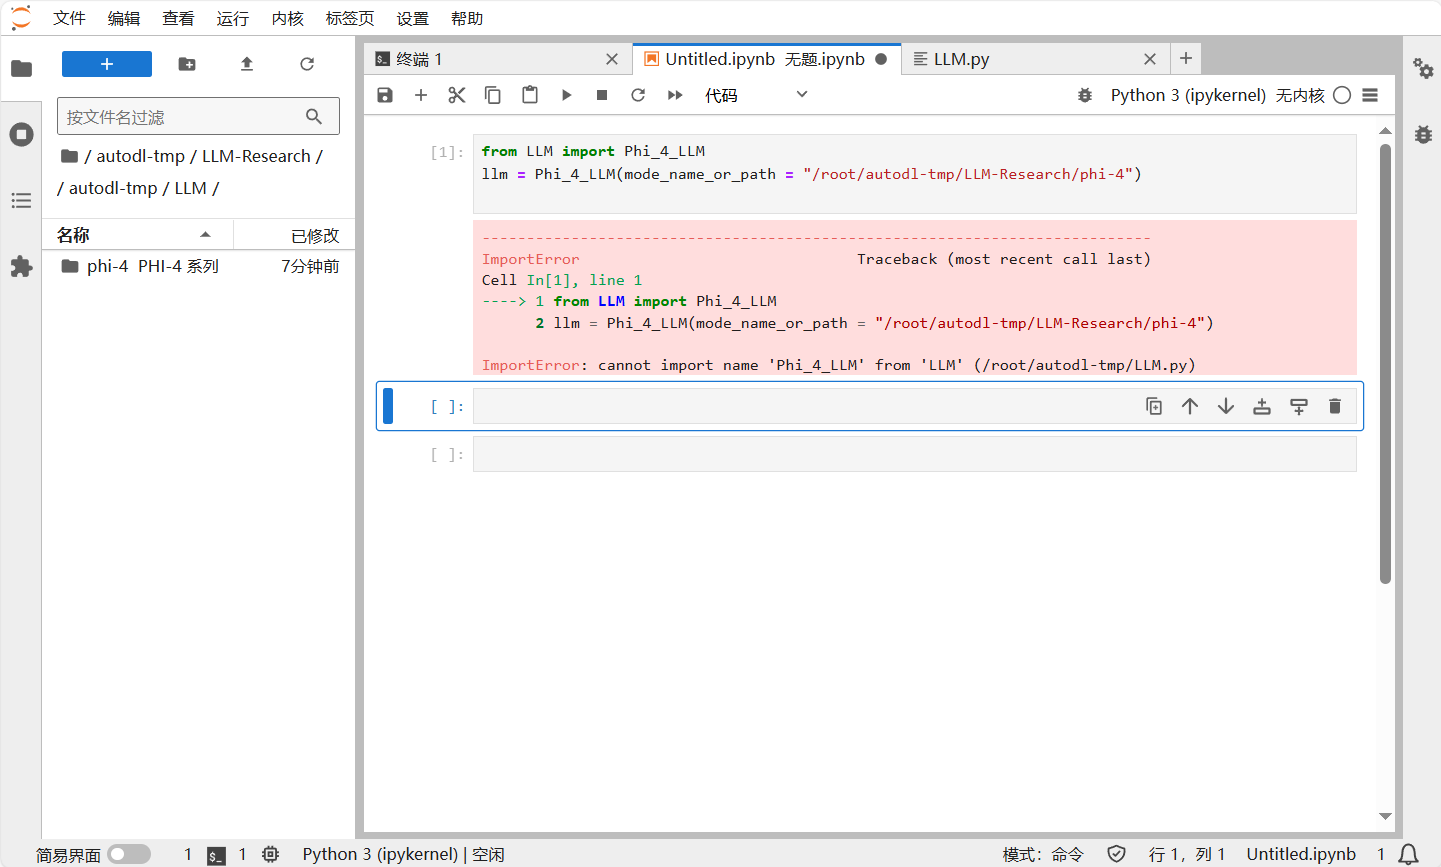 文件 编辑 查看 运行 内核 标签页 设置 帮助
终端 1
Untitled.ipynb 无题.ipynb
LLM.py
代码
Python 3 (ipykernel) 无内核
按文件名过滤
/ autodl-tmp / LLM-Research /
/ autodl-tmp / LLM /
名称 已修改
phi-4 PHI-4 系列 7分钟前
[1]: from LLM import Phi_4_LLM
llm = Phi_4_LLM(mode_name_or_path = "/root/autodl-tmp/LLM-Research/phi-4")
---------------------------------------------------------------------------
ImportError Traceback (most recent call last)
Cell In[1], line 1
----> 1 from LLM import Phi_4_LLM
2 llm = Phi_4_LLM(mode_name_or_path = "/root/autodl-tmp/LLM-Research/phi-4")
ImportError: cannot import name 'Phi_4_LLM' from 'LLM' (/root/autodl-tmp/LLM.py)
[ ]:
[ ]:
简易界面 1 $_ 1 Python 3 (ipykernel) | 空闲 模式: 命令 行 1, 列 1 Untitled.ipynb 1